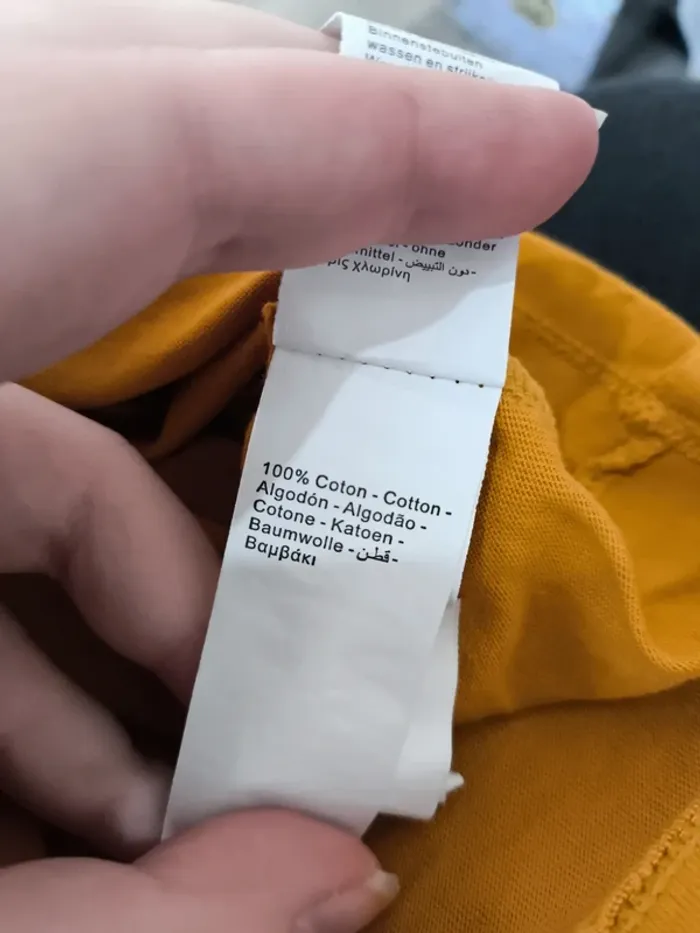 Binnenstebuiten
wassen en strijken
ohne
دون التبييض-
ρίς χλωρίνη
100% Coton - Cotton -
Algodón - Algodão -
Cotone - Katoen -
Baumwolle - قطن-
Βαμβάκι